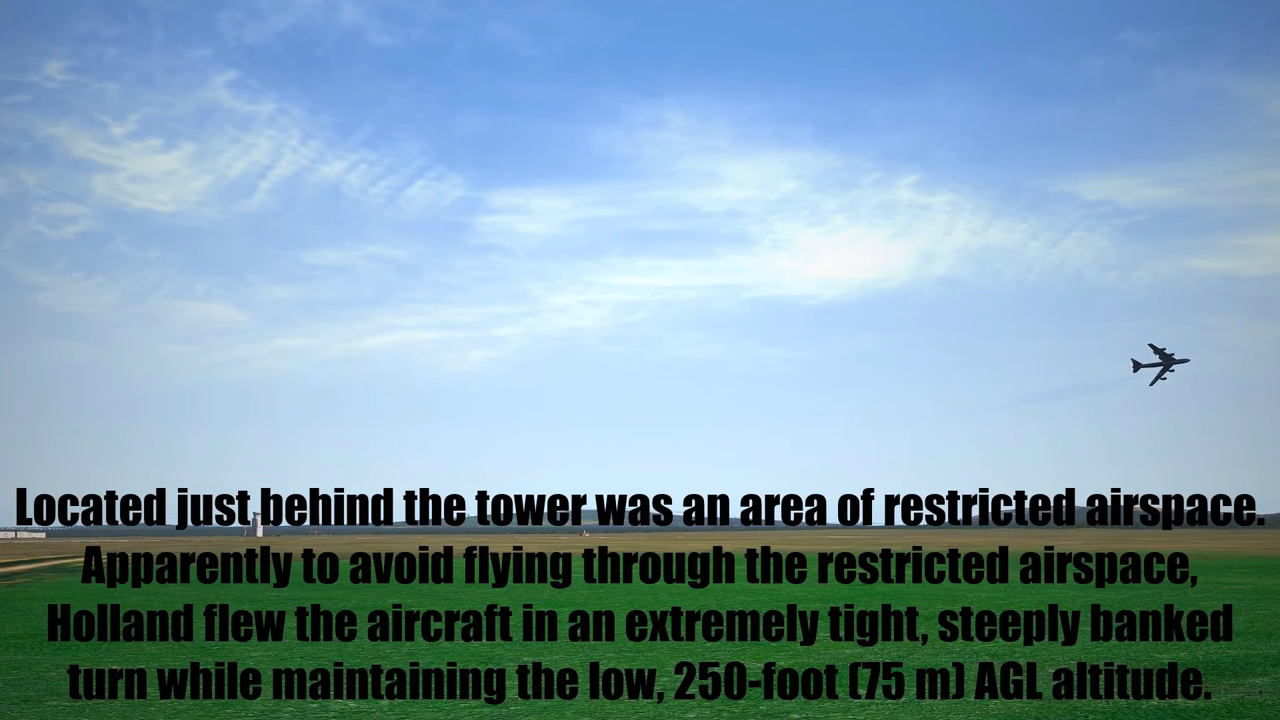 Located just behind the tower was an area of restricted airspace.
Apparently to avoid flying through the restricted airspace,
Holland flew the aircraft in an extremely tight, steeply banked
turn while maintaining the low, 250-foot (75 m) AGL altitude.